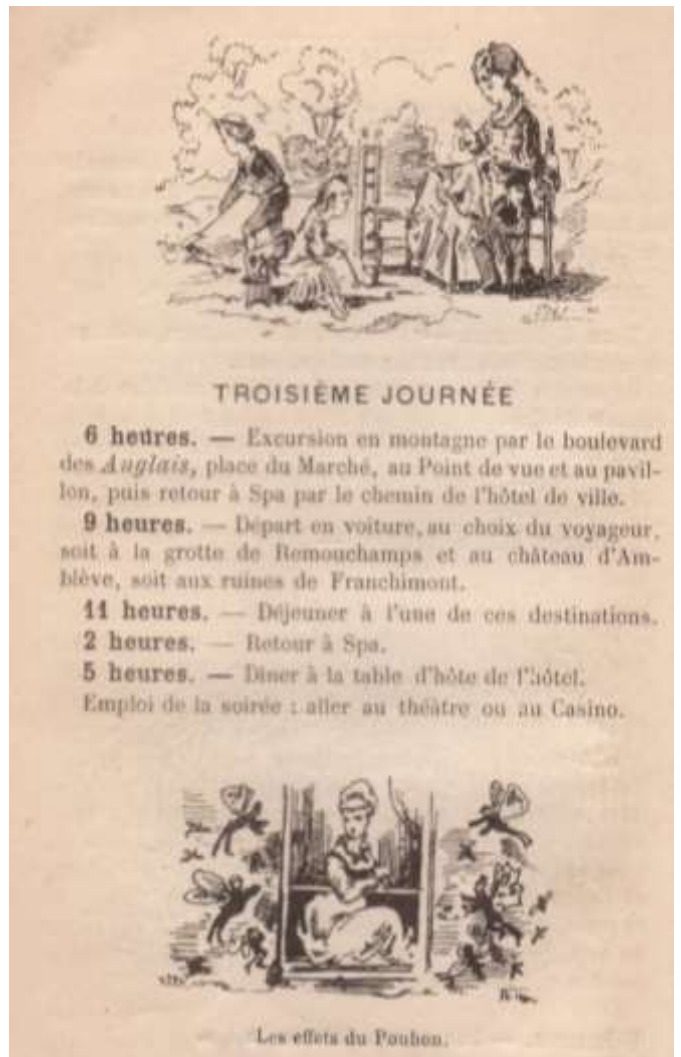 TROISIÈME JOURNÉE
6 heures. — Excursion en montagne par le boulevard
des Anglais, place du Marché, au Point de vue et au pavil-
lon, puis retour à Spa par le chemin de l'hôtel de ville.
9 heures. — Départ en voiture, au choix du voyageur,
soit à la grotte de Remouchamps et au château d'Am-
blève, soit aux ruines de Franchimont.
11 heures. — Déjeuner à l'une de ces destinations.
2 heures. — Retour à Spa.
5 heures. — Diner à la table d'hôte de l'hôtel.
Emploi de la soirée : aller au théâtre ou au Casino.
Les effets du Pouhon.